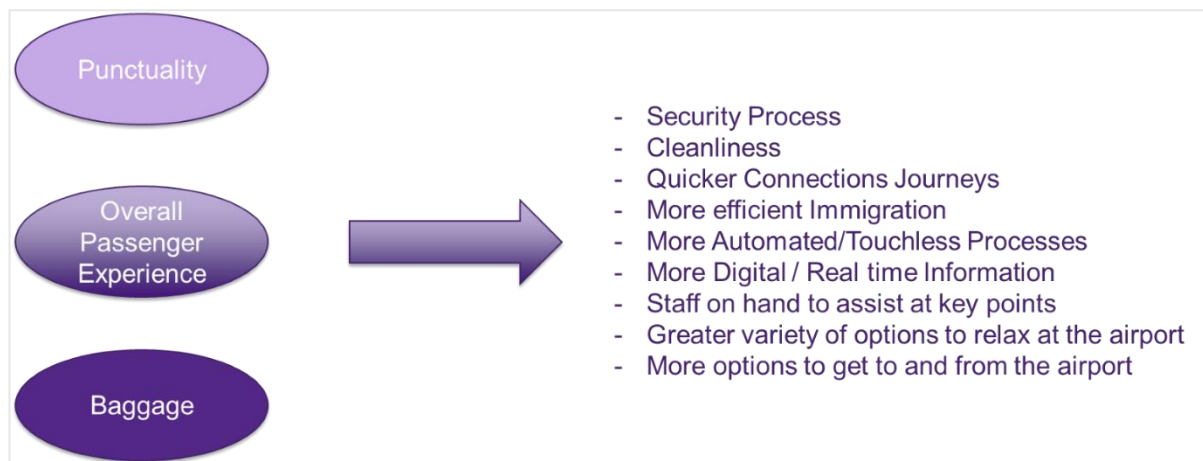 Punctuality
Overall
Passenger
Experience
Baggage
- Security Process
- Cleanliness
- Quicker Connections Journeys
- More efficient Immigration
- More Automated/Touchless Processes
- More Digital / Real time Information
- Staff on hand to assist at key points
- Greater variety of options to relax at the airport
- More options to get to and from the airport